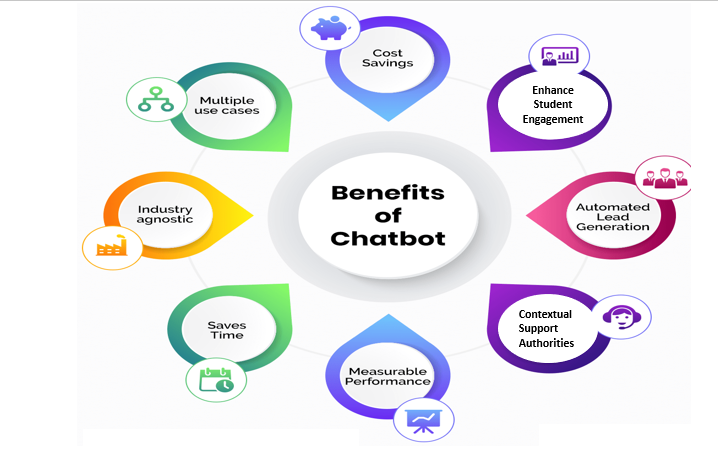 Cost
Savings
Enhance
Student
Engagement
Automated
Lead
Generation
Contextual
Support
Authorities
Measurable
Performance
Saves
Time
Industry
agnostic
Multiple
use cases
Benefits
of
Chatbot